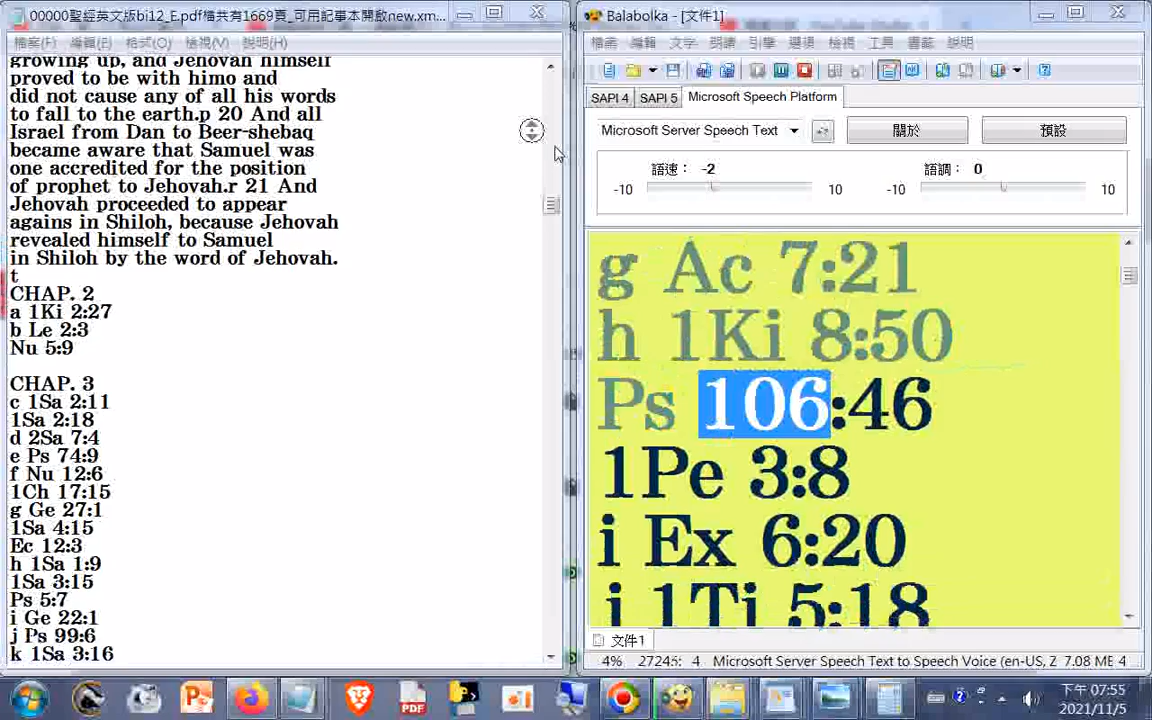 00000聖經英文版bi12_E.pdf檔共有1669頁_可用記事本開啟new.xm...
檔案(F) 編輯(E) 格式(O) 檢視(V) 說明(H)
growing up, and Jehovah himself
proved to be with himo and
did not cause any of all his words
to fall to the earth.p 20 And all
Israel from Dan to Beer-shebaq
became aware that Samuel was
one accredited for the position
of prophet to Jehovah.r 21 And
Jehovah proceeded to appear
agains in Shiloh, because Jehovah
revealed himself to Samuel
in Shiloh by the word of Jehovah.
t
CHAP. 2
a 1Ki 2:27
b Le 2:3
Nu 5:9
CHAP. 3
c 1Sa 2:11
1Sa 2:18
d 2Sa 7:4
e Ps 74:9
f Nu 12:6
1Ch 17:15
g Ge 27:1
1Sa 4:15
Ec 12:3
h 1Sa 1:9
1Sa 3:15
Ps 5:7
i Ge 22:1
j Ps 99:6
k 1Sa 3:16
Balabolka - [文件1]
檔案 編輯 文字 朗讀 引擎 選項 檢視 工具 書籤 說明
SAPI 4 SAPI 5 Microsoft Speech Platform
Microsoft Server Speech Text 關於 預設
語速： -2 語調： 0
-10 10 -10 10
g Ac 7:21
h 1Ki 8:50
Ps 106:46
1Pe 3:8
i Ex 6:20
j 1Ti 5:18
文件1
4% 27245: 4 Microsoft Server Speech Text to Speech Voice (en-US, Z 7.08 ME 4
PDF
下午 07:55
2021/11/5